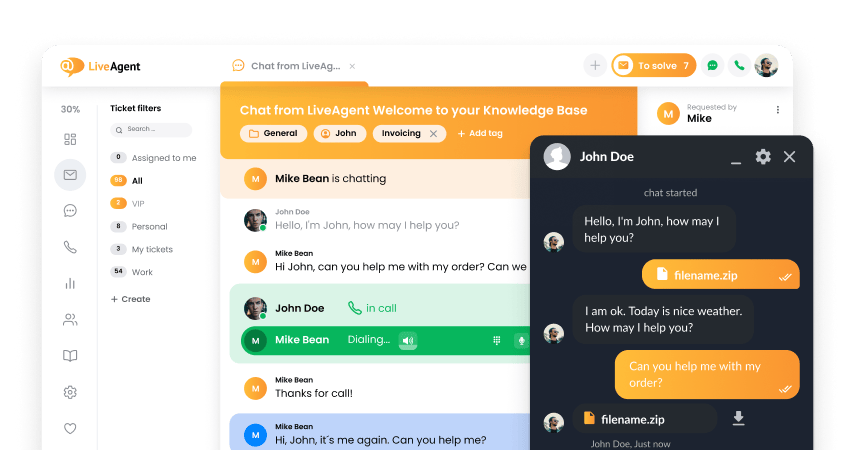 LiveAgent
Chat from LiveAg...
To solve 7
30%
Ticket filters
Search ...
0 Assigned to me
98 All
2 VIP
8 Personal
3 My tickets
54 Work
+ Create
Chat from LiveAgent Welcome to your Knowledge Base
General
John
Invoicing
+ Add tag
Requested by
M
Mike
M
Mike Bean is chatting
John Doe
Hello, I'm John, how may I help you?
Mike Bean
M
Hi John, can you help me with my order? Can we
John Doe
in call
M
Mike Bean
Dialing...
Mike Bean
M
Thanks for call!
Mike Bean
M
Hi, John, it´s me again. Can you help me?
John Doe
chat started
Hello, I'm John, how may I
help you?
filename.zip
I am ok. Today is nice weather.
How may I help you?
Can you help me with my
order?
filename.zip
John Doe, Just now